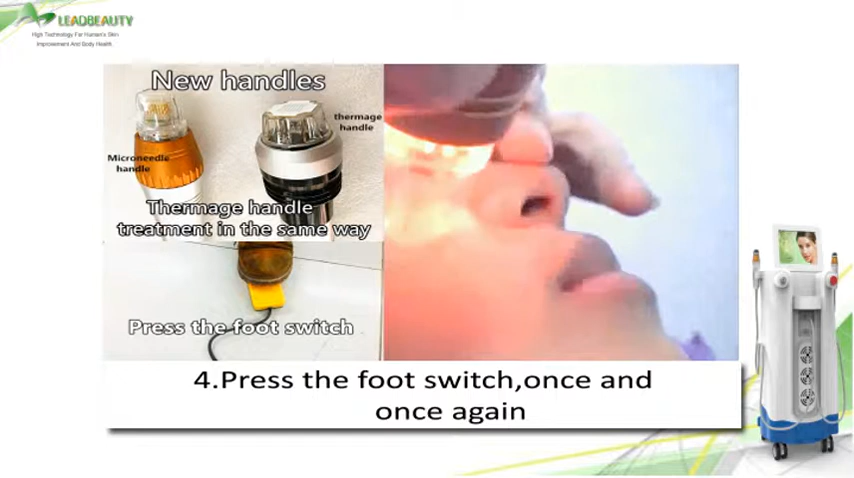 LEADBEAUTY
High Technology For Human's Skin
Improvement And Body Health.
New handles
thermage
handle
Microneedle
handle
Thermage handle
treatment in the same way
Press the foot switch
4.Press the foot switch,once and
once again